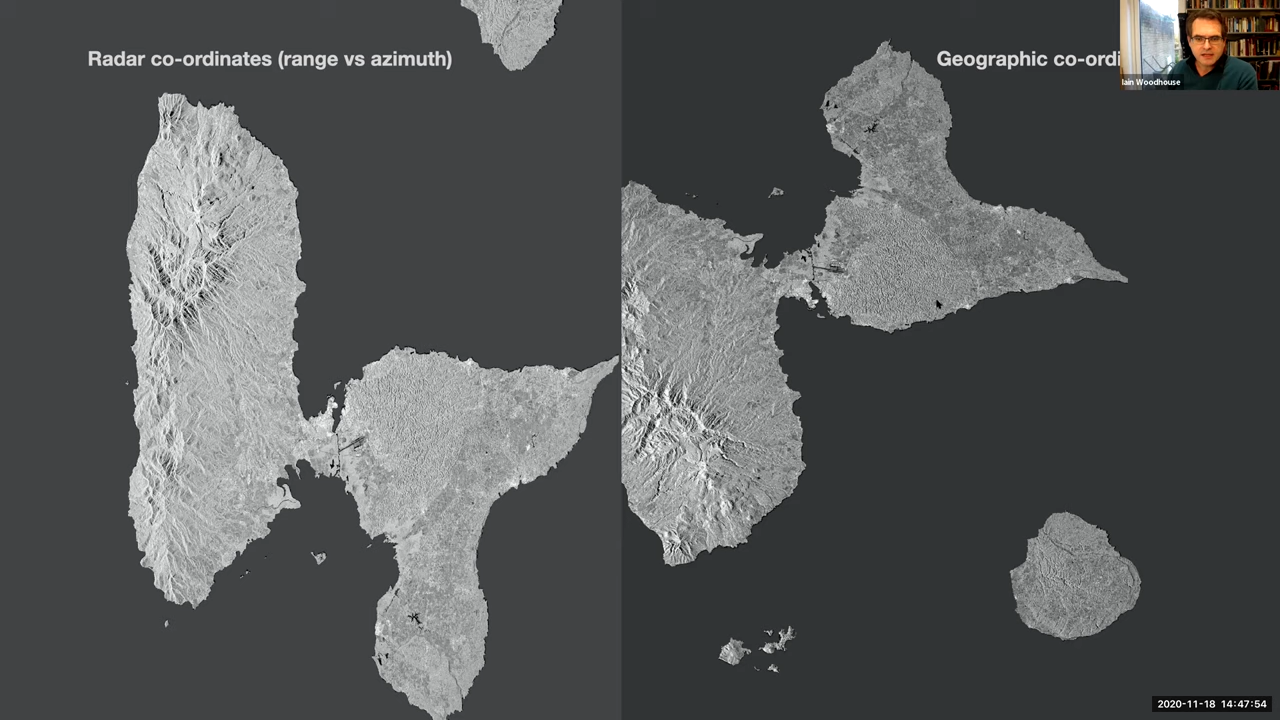 Radar co-ordinates (range vs azimuth)
Geographic co-ordi
Iain Woodhouse
2020-11-18 14:47:54